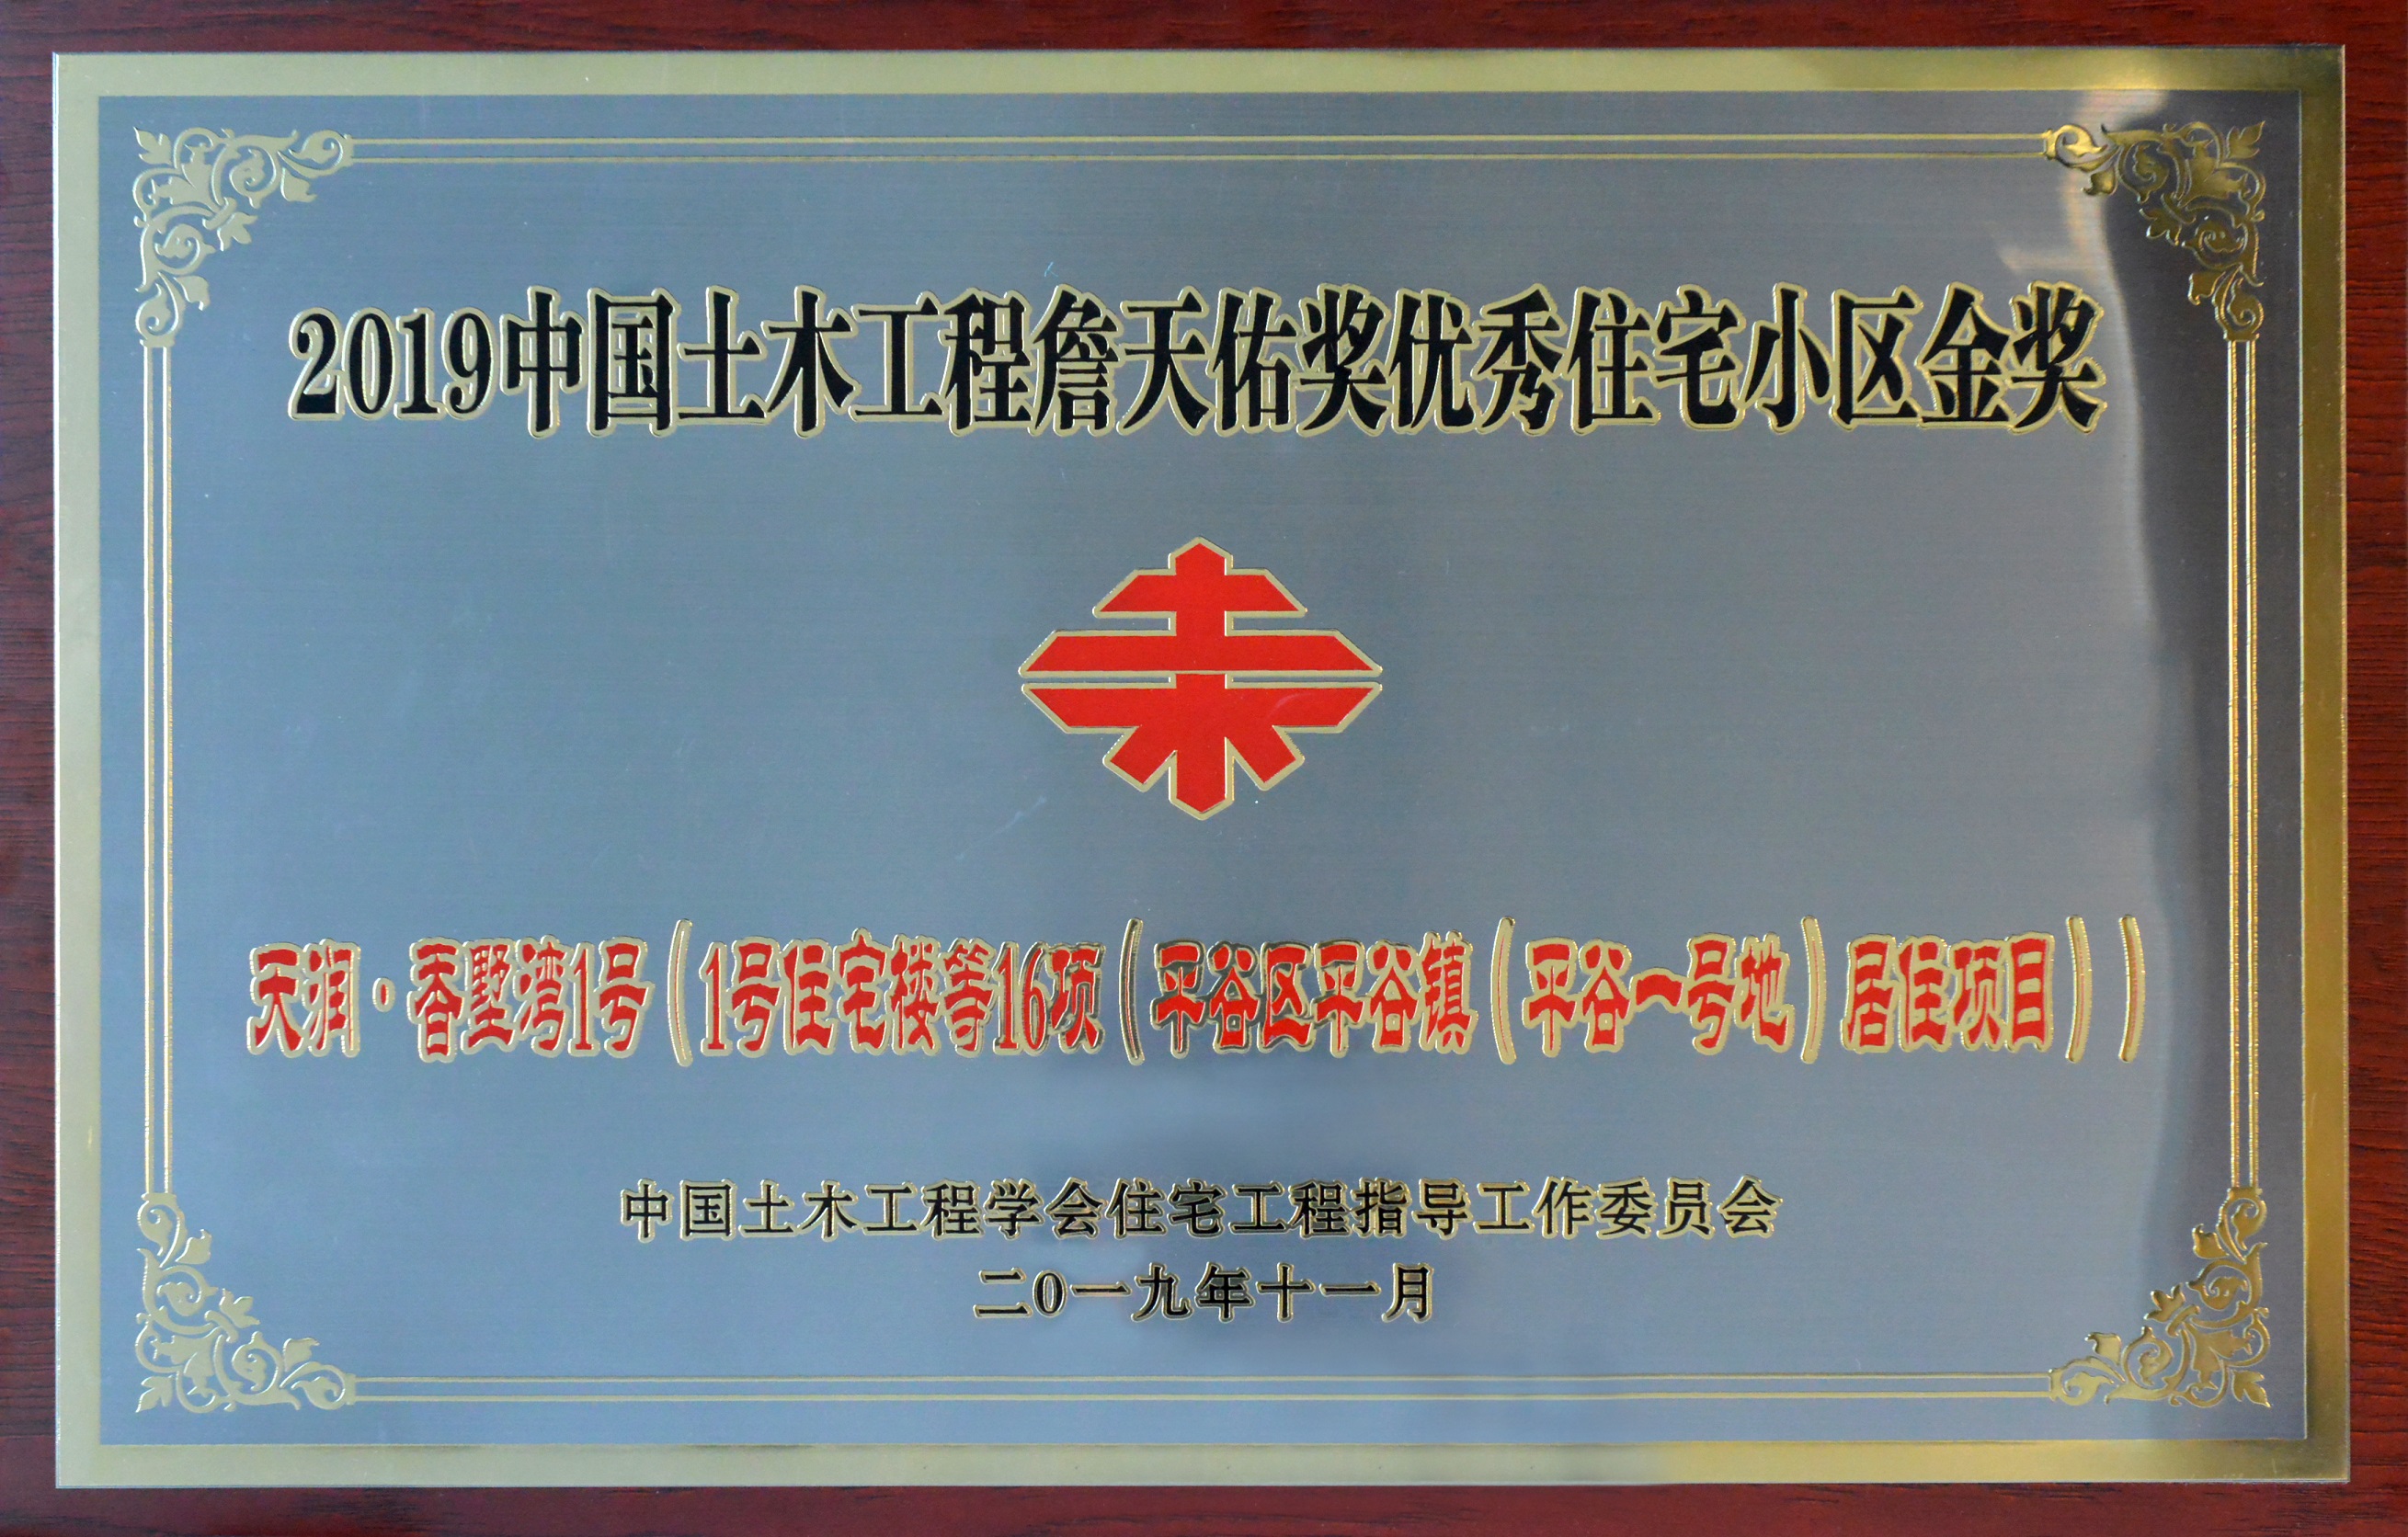 2019中国土木工程詹天佑奖优秀住宅小区金奖
天润·香墅湾1号(1号住宅楼等16项(平谷区平谷镇(平谷一号地)居住项目))
中国土木工程学会住宅工程指导工作委员会
二0一九年十一月